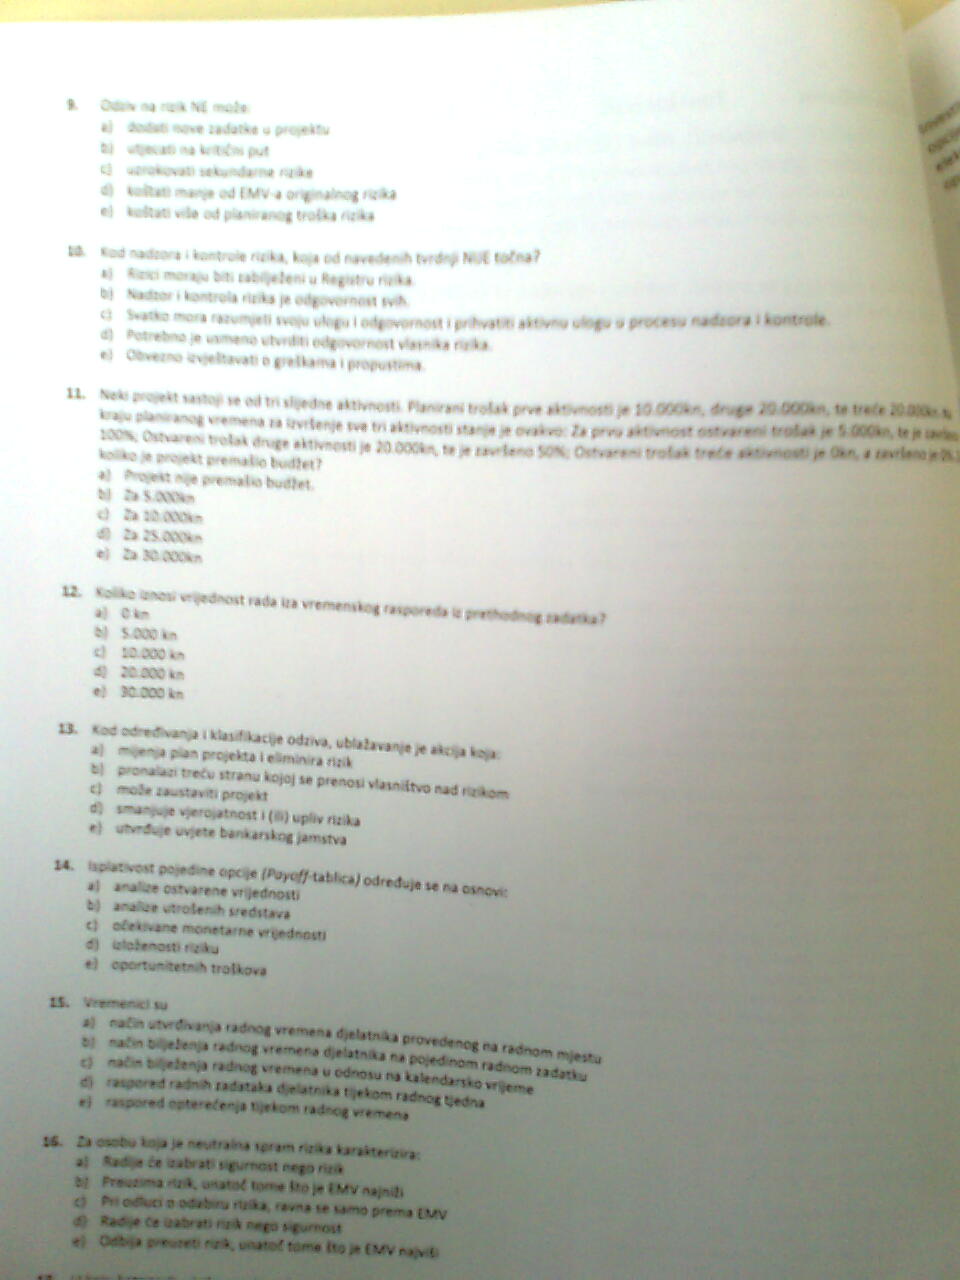 9. Odziv na rizik NE može:
a) dodati nove zadatke u projektu
b) utjecati na kritični put
c) uzrokovati sekundarne rizike
d) koštati manje od EMV-a originalnog rizika
e) koštati više od planiranog troška rizika
10. Kod nadzora i kontrole rizika, koja od navedenih tvrdnji NIJE točna?
a) Rizici moraju biti zabilježeni u Registru rizika.
b) Nadzor i kontrola rizika je odgovornost svih.
c) Svatko mora razumjeti svoju ulogu i odgovornost i prihvatiti aktivnu ulogu u procesu nadzora i kontrole.
d) Potrebno je usmeno utvrditi odgovornost vlasnika rizika.
e) Obvezno izvještavati o greškama i propustima.
11. Neki projekt sastoji se od tri slijedne aktivnosti. Planirani trošak prve aktivnosti je 10.000kn, druge 20.000kn, te treće 20.000kn.
kraju planiranog vremena za izvršenje sve tri aktivnosti stanje je ovakvo: Za prvu aktivnost ostvareni trošak je 5.000kn, te je
100%; Ostvareni trošak druge aktivnosti je 20.000kn, te je završeno 50%; Ostvareni trošak treće aktivnosti je 0kn, a završeno je 0%.
koliko je projekt premašio budžet?
a) Projekt nije premašio budžet.
b) Za 5.000kn
c) Za 10.000kn
d) Za 25.000kn
e) Za 30.000kn
12. Koliko iznosi vrijednost rada iza vremenskog rasporeda iz prethodnog zadatka?
a) 0 kn
b) 5.000 kn
c) 10.000 kn
d) 20.000 kn
e) 30.000 kn
13. Kod određivanja i klasifikacije odziva, ublažavanje je akcija koja:
a) mijenja plan projekta i eliminira rizik
b) pronalazi treću stranu kojoj se prenosi vlasništvo nad rizikom
c) može zaustaviti projekt
d) smanjuje vjerojatnost i (ili) upliv rizika
e) utvrđuje uvjete bankarskog jamstva
14. Isplativost pojedine opcije (Payoff-tablica) određuje se na osnovi:
a) analize ostvarene vrijednosti
b) analize utrošenih sredstava
c) očekivane monetarne vrijednosti
d) izloženosti riziku
e) oportunitetnih troškova
15. Vremenici su
a) način utvrđivanja radnog vremena djelatnika provedenog na radnom mjestu
b) način bilježenja radnog vremena djelatnika na pojedinom radnom zadatku
c) način bilježenja radnog vremena u odnosu na kalendarsko vrijeme
d) raspored radnih zadataka djelatnika tijekom radnog tjedna
e) raspored opterećenja tijekom radnog vremena
16. Za osobu koja je neutralna spram rizika karakterizira:
a) Radije će izabrati sigurnost nego rizik
b) Preuzima rizik, unatoč tome što je EMV najniži
c) Pri odluci o odabiru rizika, ravna se samo prema EMV
d) Radije će izabrati rizik nego sigurnost
e) Odbija preuzeti rizik, unatoč tome što je EMV najviši